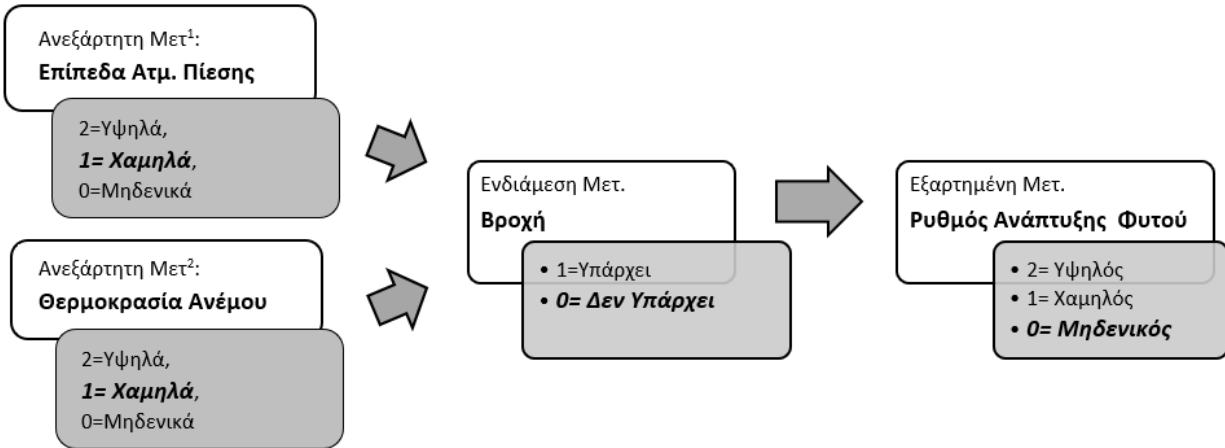 Ανεξάρτητη Μετ¹:
Επίπεδα Ατμ. Πίεσης
2=Υψηλά,
1= Χαμηλά,
0=Μηδενικά
Ανεξάρτητη Μετ²:
Θερμοκρασία Ανέμου
2=Υψηλά,
1= Χαμηλά,
0=Μηδενικά
Ενδιάμεση Μετ.
Βροχή
• 1=Υπάρχει
• 0= Δεν Υπάρχει
Εξαρτημένη Μετ.
Ρυθμός Ανάπτυξης Φυτού
• 2= Υψηλός
• 1= Χαμηλός
• 0= Μηδενικός